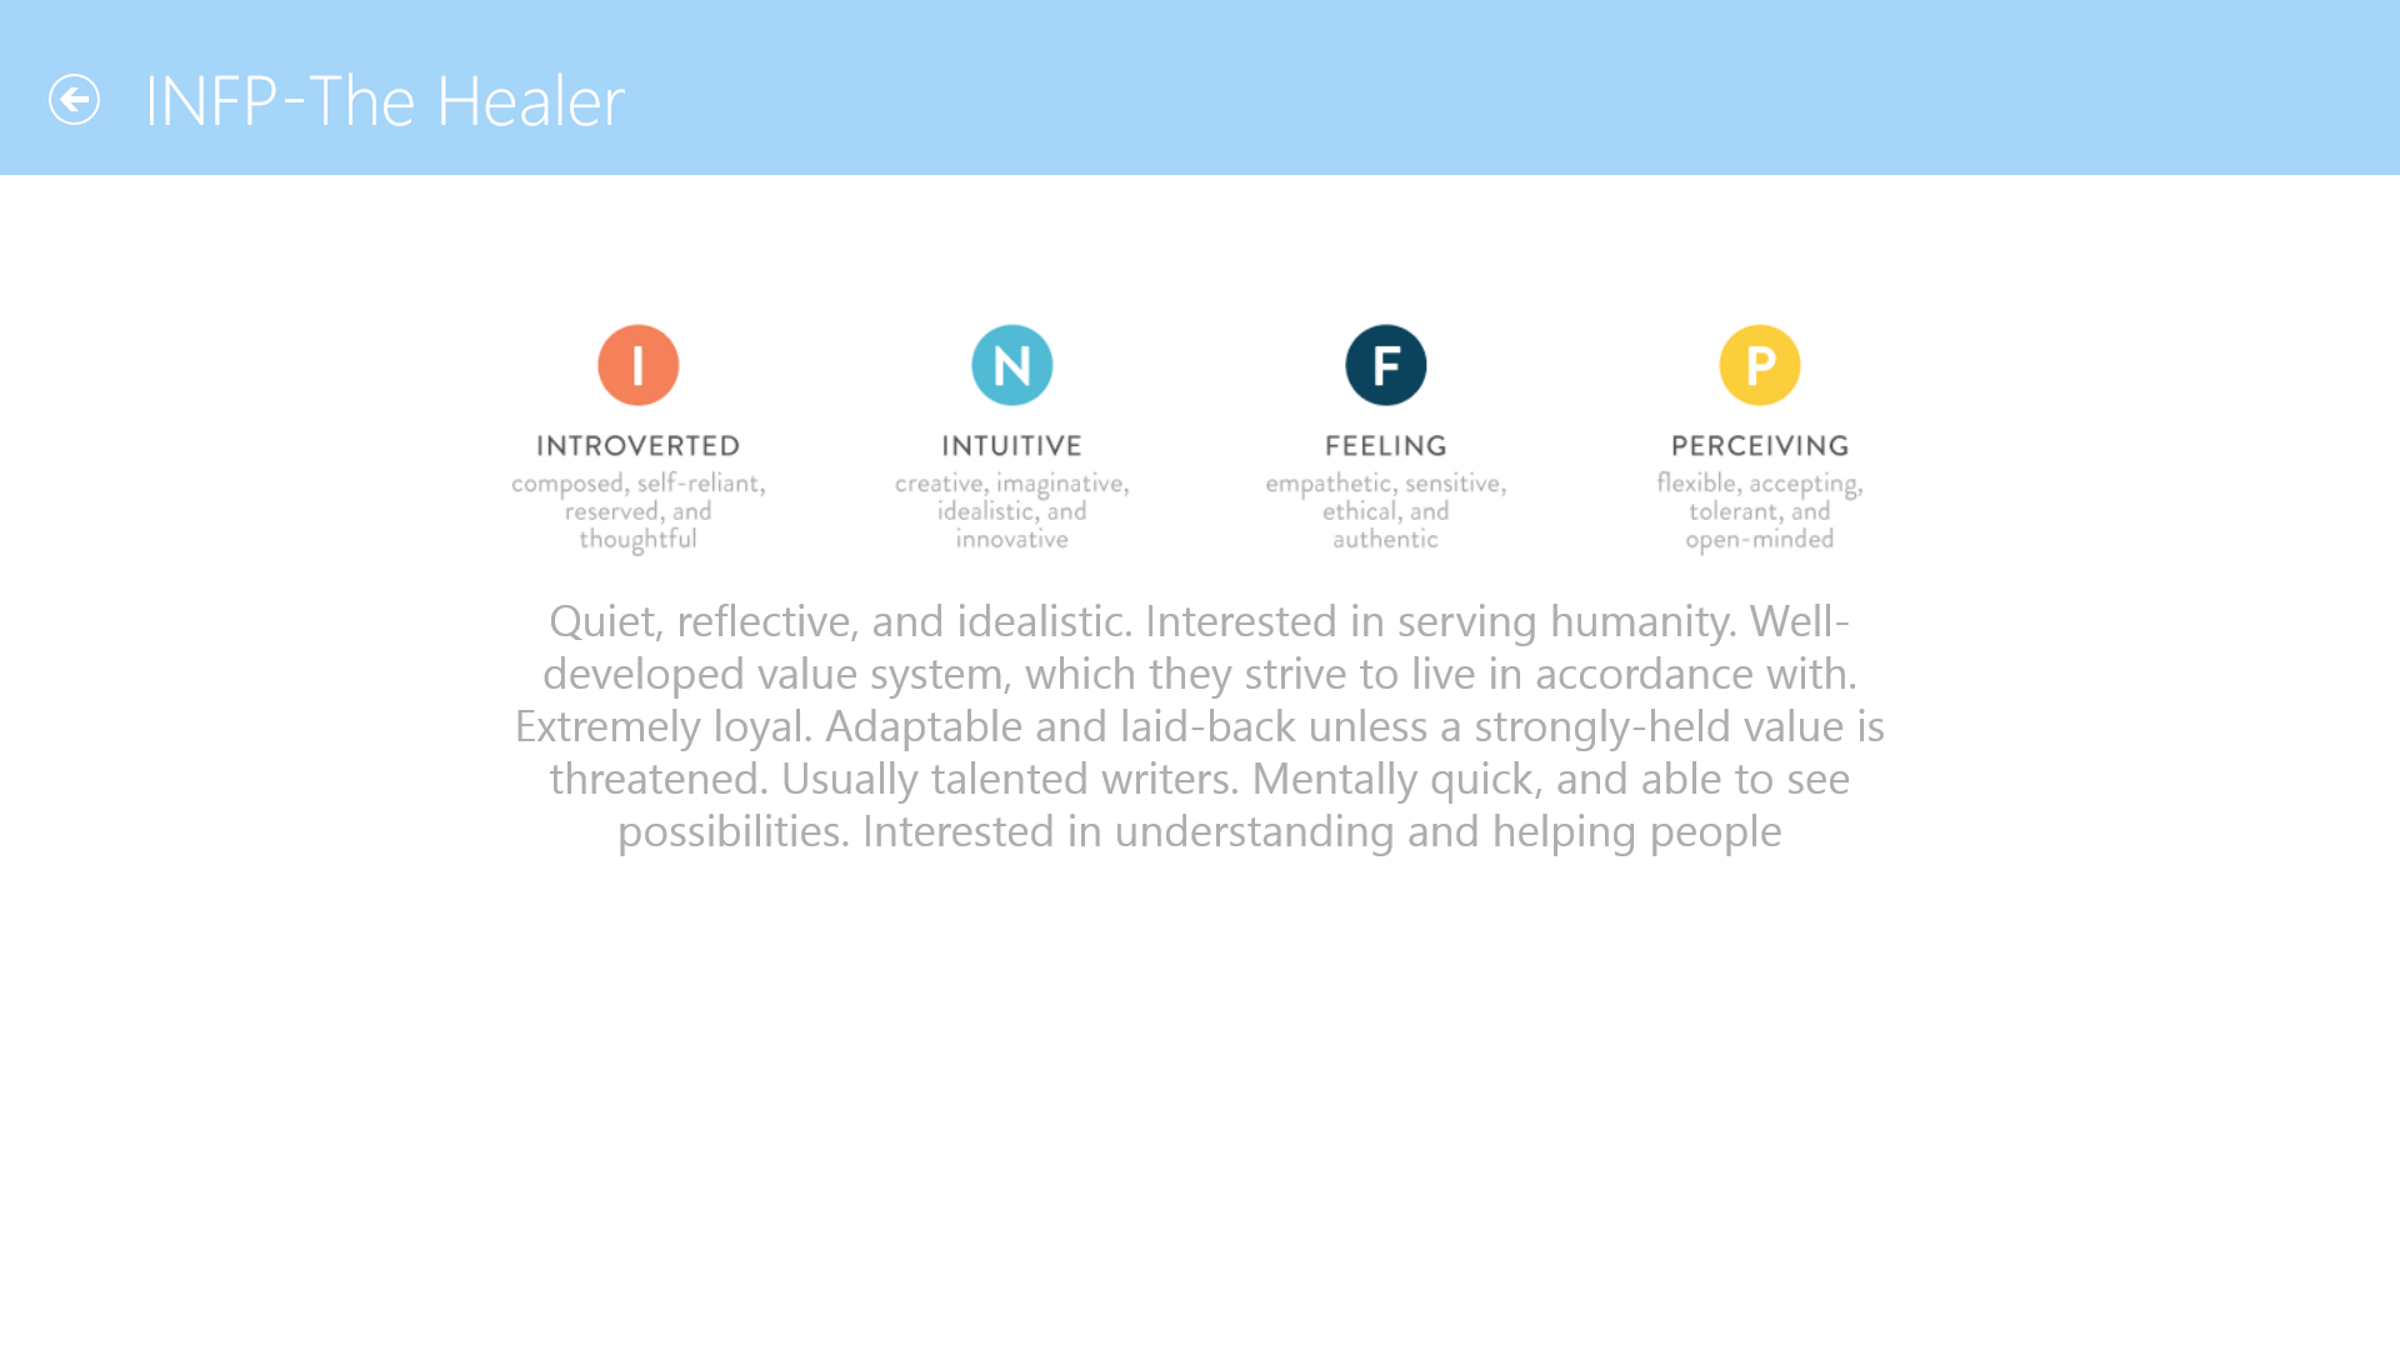 INFP-The Healer
I
N
F
P
INTROVERTED
composed, self-reliant,
reserved, and
thoughtful
INTUITIVE
creative, imaginative,
idealistic, and
innovative
FEELING
empathetic, sensitive,
ethical, and
authentic
PERCEIVING
flexible, accepting,
tolerant, and
open-minded
Quiet, reflective, and idealistic. Interested in serving humanity. Well-
developed value system, which they strive to live in accordance with.
Extremely loyal. Adaptable and laid-back unless a strongly-held value is
threatened. Usually talented writers. Mentally quick, and able to see
possibilities. Interested in understanding and helping people